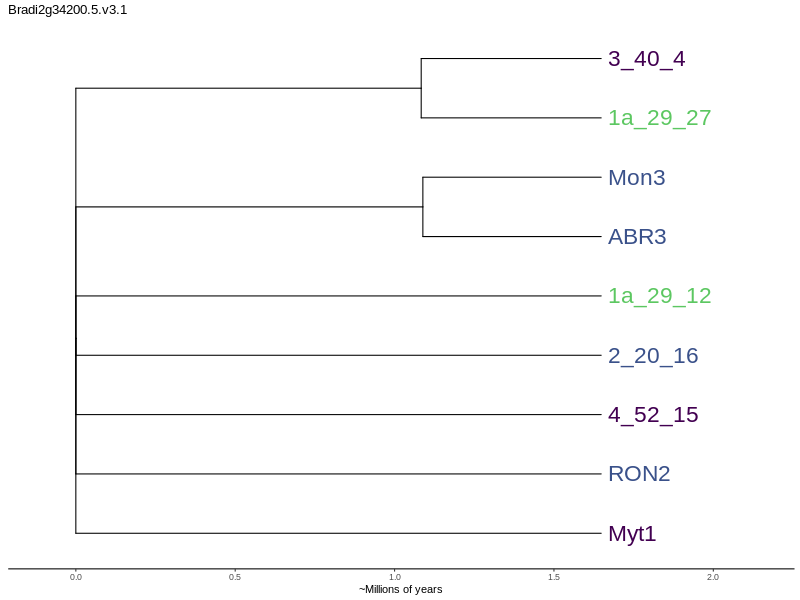 Bradi2g34200.5.v3.1
3_40_4
1a_29_27
Mon3
ABR3
1a_29_12
2_20_16
4_52_15
RON2
Myt1
0.0 0.5 1.0 1.5 2.0
~Millions of years